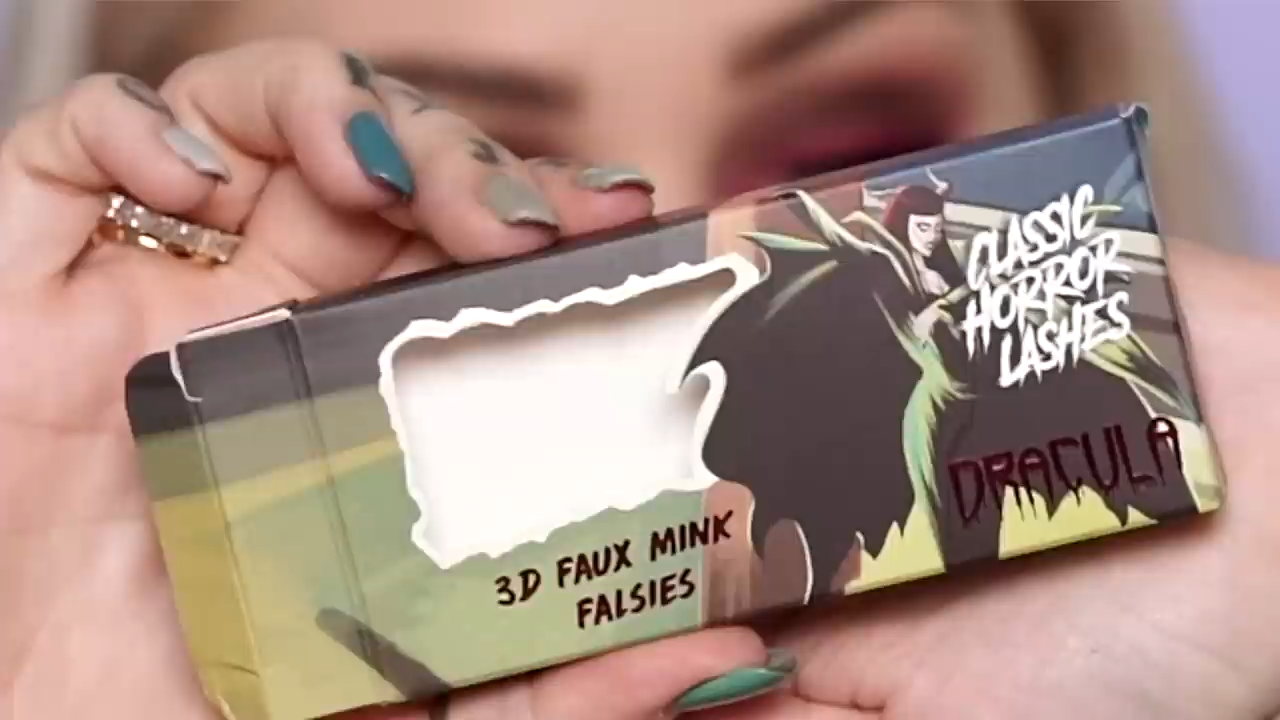 CLASSIC
HORROR
LASHES
DRACULA
3D FAUX MINK
FALSIES